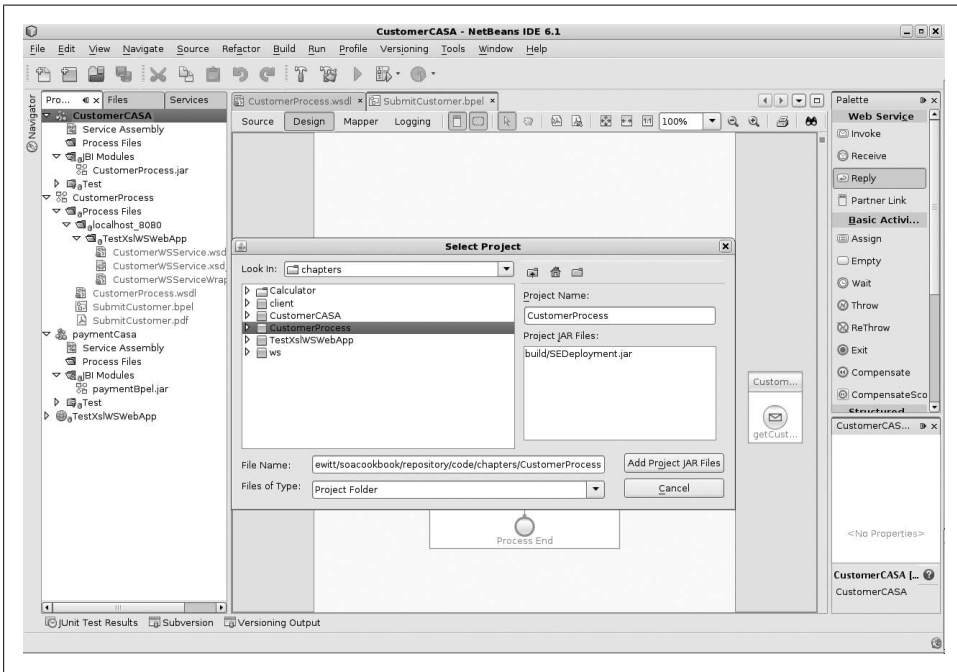 CustomerCASA - NetBeans IDE 6.1
File Edit View Navigate Source Refactor Build Run Profile Versioning Tools Window Help
Navigator
Pro... Files Services
CustomerCASA
Service Assembly
Process Files
JBI Modules
CustomerProcess.jar
Test
CustomerProcess
Process Files
localhost_8080
TestXslWSWebApp
CustomerWSService.wsd
CustomerWSService.xsd
CustomerWSServiceWrap
CustomerProcess.wsdl
SubmitCustomer.bpel
SubmitCustomer.pdf
paymentCasa
Service Assembly
Process Files
JBI Modules
paymentBpel.jar
Test
TestXslWSWebApp
CustomerProcess.wsdl SubmitCustomer.bpel
Source Design Mapper Logging 100%
Select Project
Look In: chapters
Calculator
client
CustomerCASA
CustomerProcess
TestXslWSWebApp
ws
Project Name:
CustomerProcess
Project JAR Files:
build/SEDeployment.jar
File Name: ewitt/soacookbook/repository/code/chapters/CustomerProcess Add Project JAR Files
Files of Type: Project Folder Cancel
Custom...
getCust...
Process End
Palette
Web Service
Invoke
Receive
Reply
Partner Link
Basic Activi...
Assign
Empty
Wait
Throw
ReThrow
Exit
Compensate
CompensateSco
Structured
CustomerCAS...
<No Properties>
CustomerCASA [...
CustomerCASA
JUnit Test Results Subversion Versioning Output